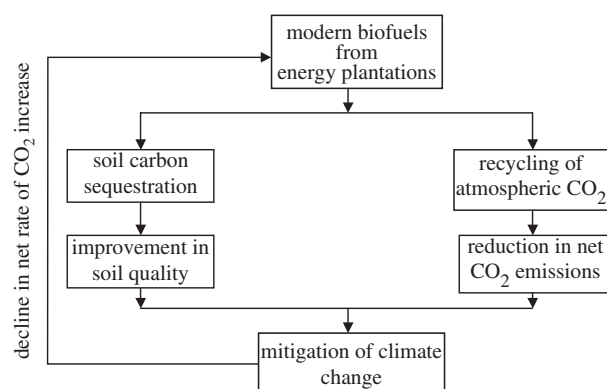 modern biofuels
from
energy plantations
decline in net rate of CO₂ increase
soil carbon
sequestration
recycling of
atmospheric CO₂
improvement in
soil quality
reduction in net
CO₂ emissions
mitigation of climate
change